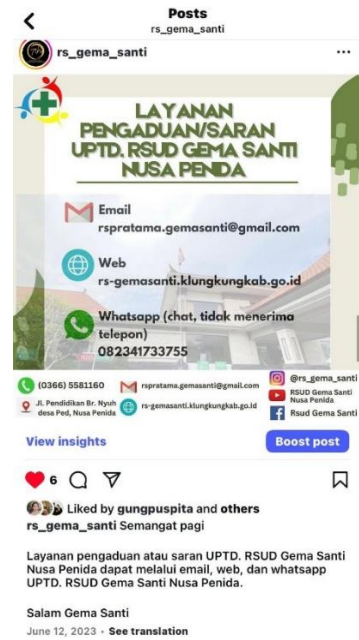 Posts
rs_gema_santi
rs_gema_santi
LAYANAN
PENGADUAN/SARAN
UPTD. RSUD GEMA SANTI
NUSA PENIDA
Email
rspratama.gemasanti@gmail.com
Web
rs-gemasanti.klungkungkab.go.id
Whatsapp (chat, tidak menerima
telepon)
082341733755
(0366) 5581160
rspratama.gemasanti@gmail.com
@rs_gema_santi
Jl. Pendidikan Br. Nyuh
desa Ped, Nusa Penida
rs-gemasanti.klungkungkab.go.id
RSUD Gema Santi
Nusa Penida
Rsud Gema Santi
View insights
Boost post
6
Liked by gungpuspita and others
rs_gema_santi Semangat pagi
Layanan pengaduan atau saran UPTD. RSUD Gema Santi
Nusa Penida dapat melalui email, web, dan whatsapp
UPTD. RSUD Gema Santi Nusa Penida.
Salam Gema Santi
June 12, 2023 • See translation